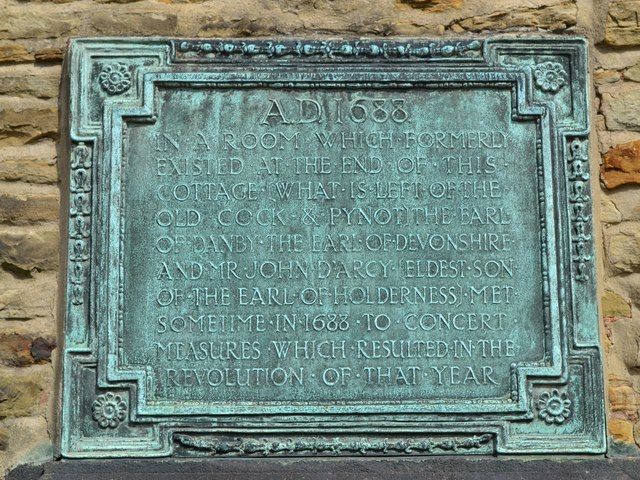 A.D. 1688
IN A ROOM WHICH FORMERLY
EXISTED AT THE END OF THIS
COTTAGE (WHAT IS LEFT OF THE
OLD COCK & PYNOT) THE EARL
OF DANBY THE EARL OF DEVONSHIRE
AND MR JOHN D'ARCY (ELDEST SON
OF THE EARL OF HOLDERNESS) MET
SOMETIME IN 1688 TO CONCERT
MEASURES WHICH RESULTED IN THE
REVOLUTION OF THAT YEAR